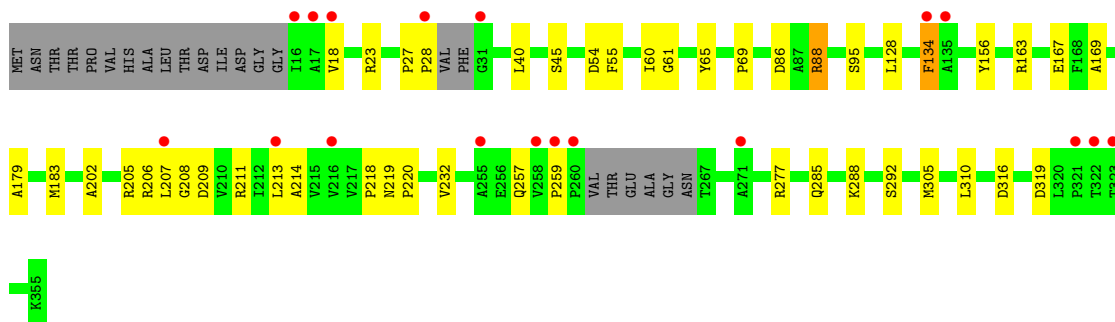 MET ASN THR THR PRO VAL HIS ALA LEU THR ASP ILE ASP GLY GLY I16 A17 V18 R23 P27 P28 VAL PHE G31 L40 S45 D54 F55 I60 G61 Y65 P69 D86 A87 R88 S95 L128 F134 A135 Y156 R163 E167 F168 A169
A179 M183 A202 R205 R206 L207 G208 D209 V210 R211 I212 L213 A214 V215 V216 V217 P218 N219 P220 V232 A255 E256 Q257 V258 P259 P260 VAL THR GLU ALA GLY ASN T267 A271 R277 Q285 K288 S292 M305 L310 D316 D319 L320 P321 T322 T323
K355